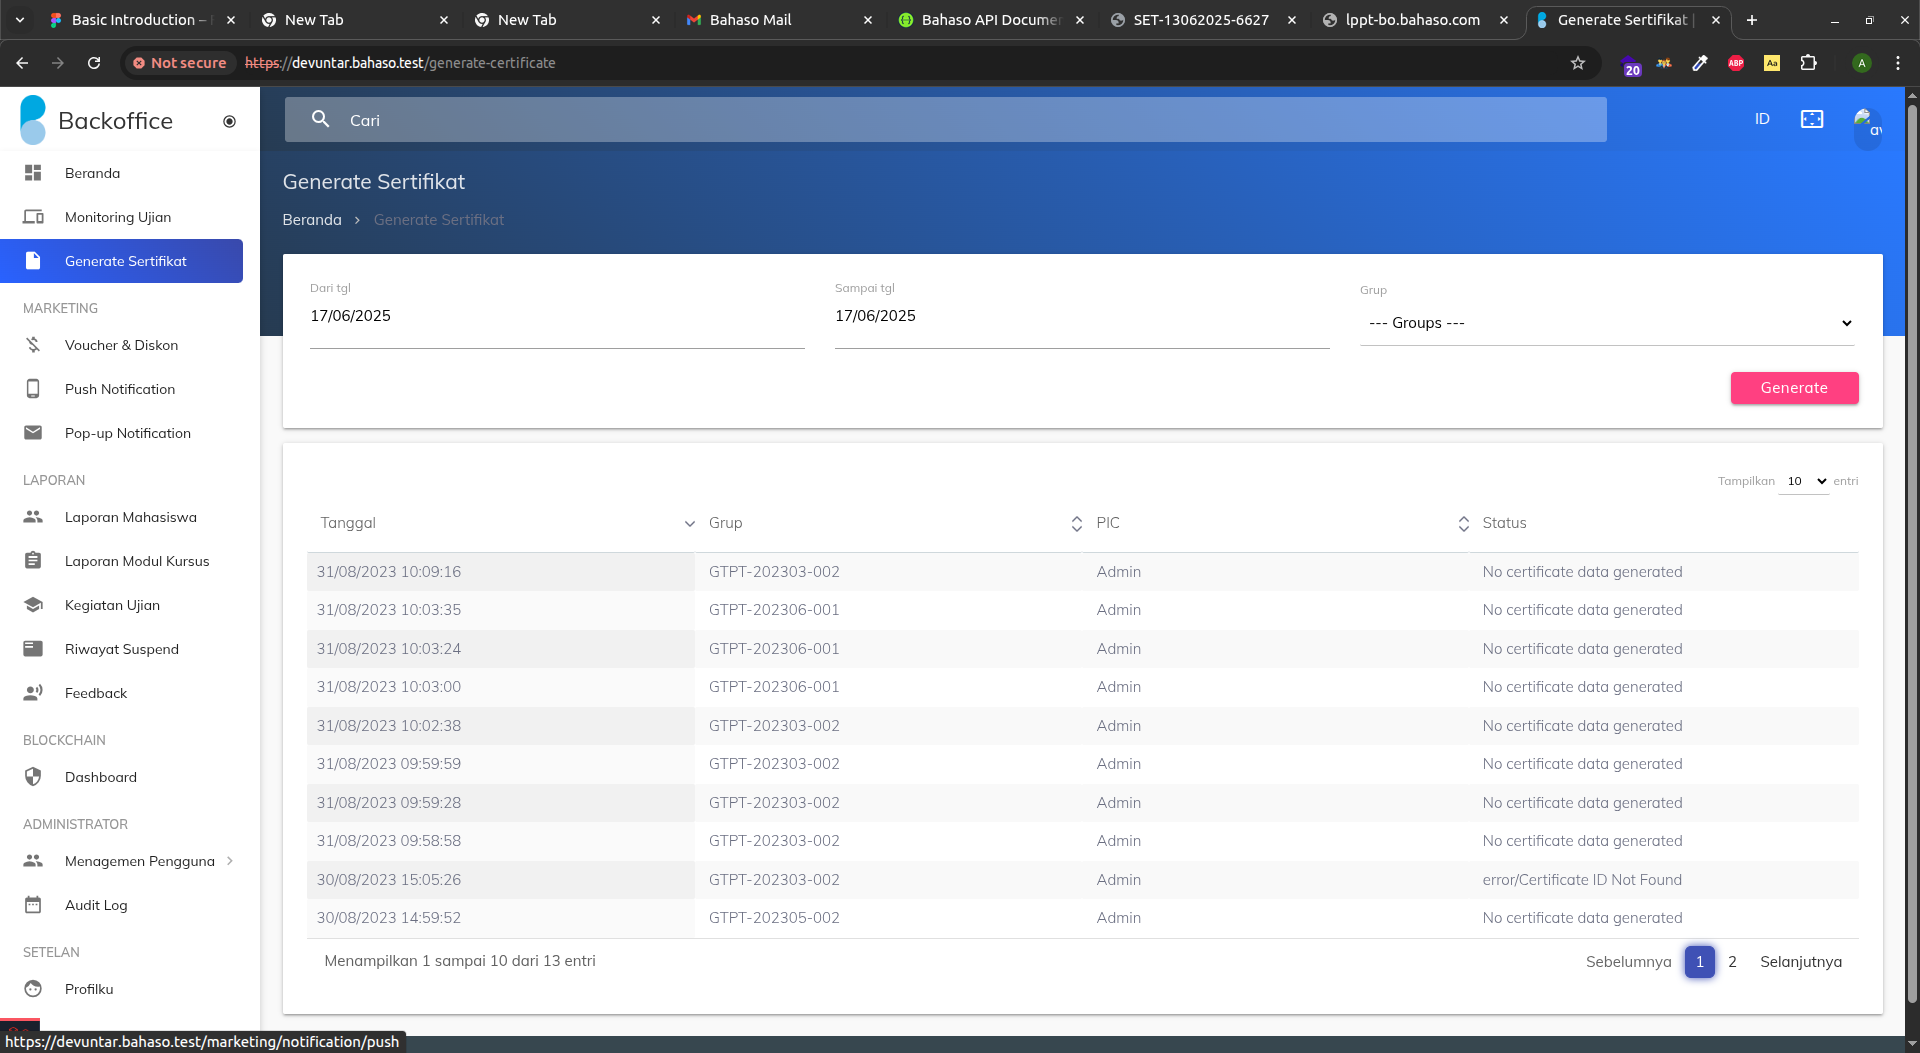 Basic Introduction –
New Tab
New Tab
Bahaso Mail
Bahaso API Docume
SET-13062025-6627
lppt-bo.bahaso.com
Generate Sertifikat |
Not secure
https://devuntar.bahaso.test/generate-certificate
20
ABP
Aa
A
Backoffice
Cari
ID
Beranda
Monitoring Ujian
Generate Sertifikat
MARKETING
Voucher & Diskon
Push Notification
Pop-up Notification
LAPORAN
Laporan Mahasiswa
Laporan Modul Kursus
Kegiatan Ujian
Riwayat Suspend
Feedback
BLOCKCHAIN
Dashboard
ADMINISTRATOR
Menagemen Pengguna
Audit Log
SETELAN
Profilku
https://devuntar.bahaso.test/marketing/notification/push
Generate Sertifikat
Beranda > Generate Sertifikat
Dari tgl
17/06/2025
Sampai tgl
17/06/2025
Grup
--- Groups ---
Generate
Tampilkan 10 entri
Tanggal Grup PIC Status
31/08/2023 10:09:16 GTPT-202303-002 Admin No certificate data generated
31/08/2023 10:03:35 GTPT-202306-001 Admin No certificate data generated
31/08/2023 10:03:24 GTPT-202306-001 Admin No certificate data generated
31/08/2023 10:03:00 GTPT-202306-001 Admin No certificate data generated
31/08/2023 10:02:38 GTPT-202303-002 Admin No certificate data generated
31/08/2023 09:59:59 GTPT-202303-002 Admin No certificate data generated
31/08/2023 09:59:28 GTPT-202303-002 Admin No certificate data generated
31/08/2023 09:58:58 GTPT-202303-002 Admin No certificate data generated
30/08/2023 15:05:26 GTPT-202303-002 Admin error/Certificate ID Not Found
30/08/2023 14:59:52 GTPT-202305-002 Admin No certificate data generated
Menampilkan 1 sampai 10 dari 13 entri
Sebelumnya 1 2 Selanjutnya